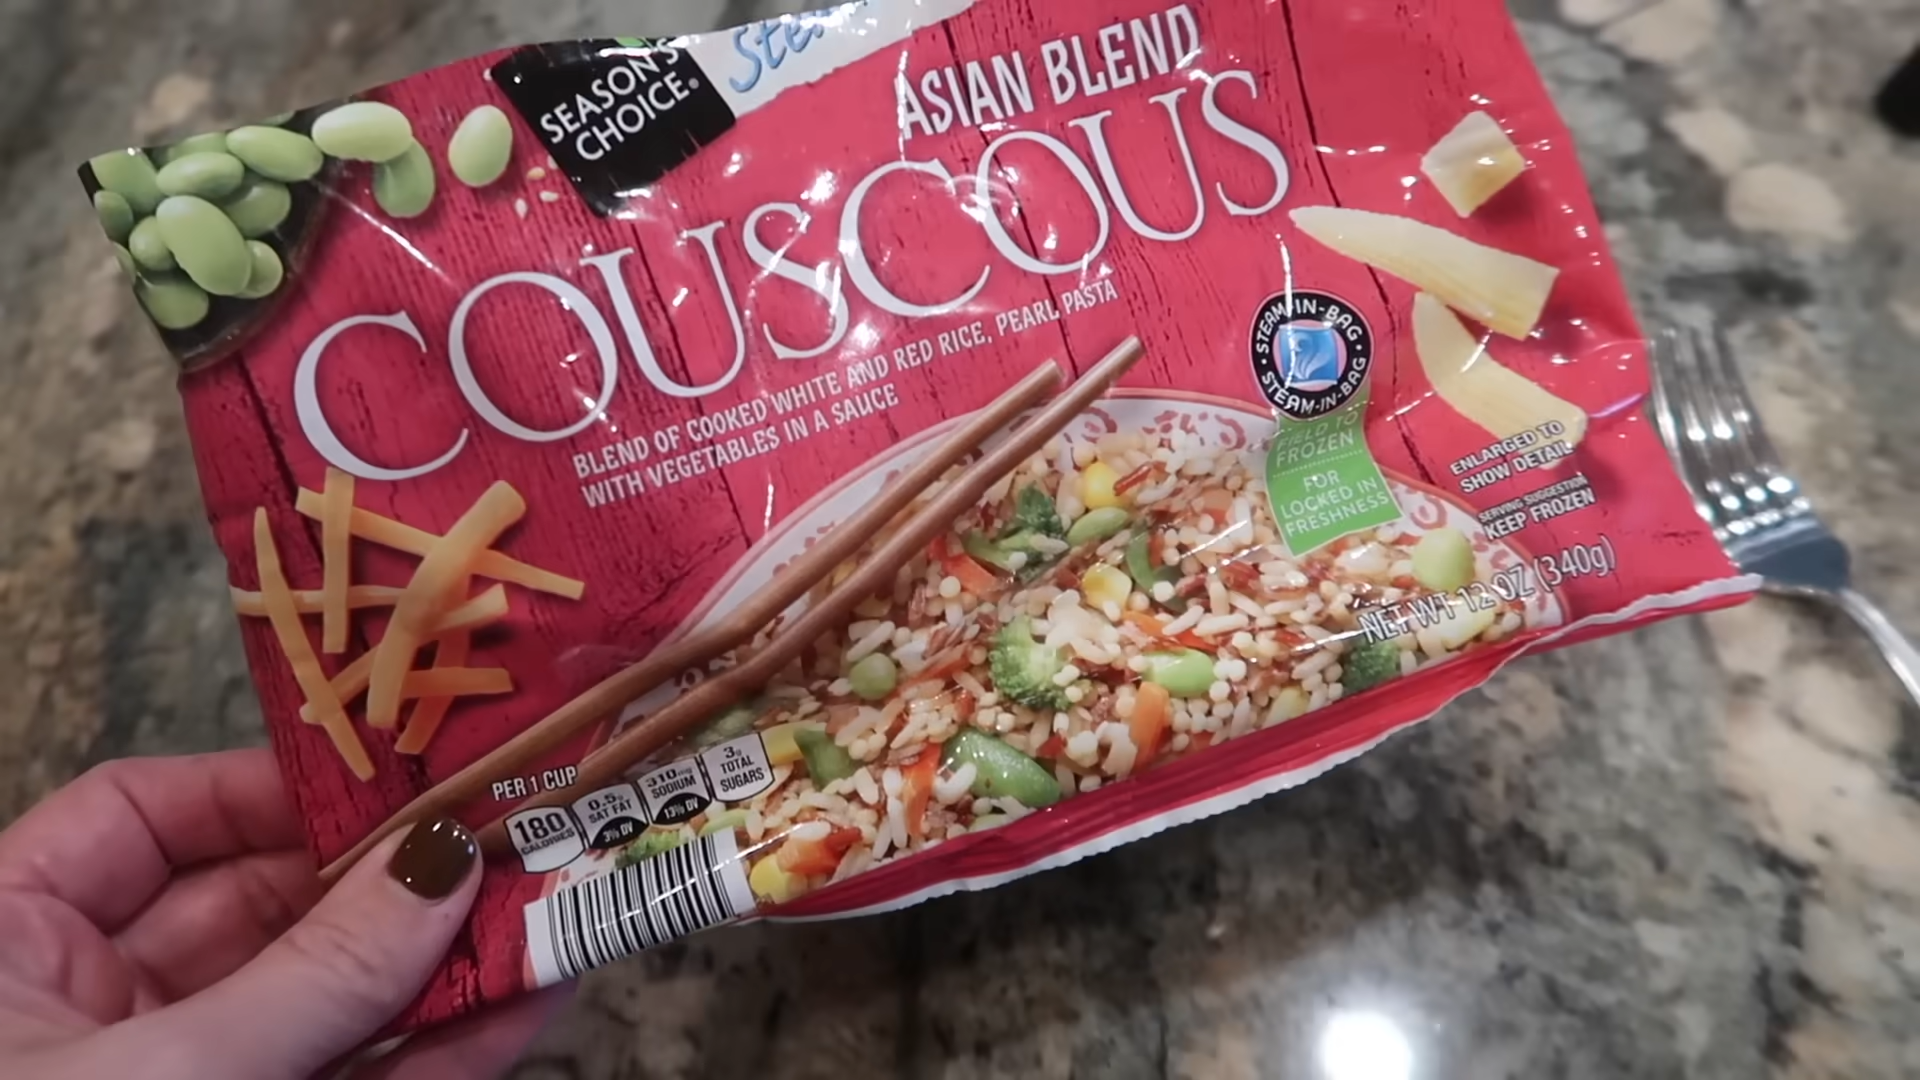 SEASON'S
CHOICE®
ASIAN BLEND
COUSCOUS
BLEND OF COOKED WHITE AND RED RICE, PEARL PASTA
WITH VEGETABLES IN A SAUCE
STEAM-IN-BAG • STEAM-IN-BAG •
FIELD TO
FROZEN
FOR
LOCKED IN
FRESHNESS
ENLARGED TO
SHOW DETAIL
SERVING SUGGESTION
KEEP FROZEN
NET WT 12 OZ (340g)
PER 1 CUP
180
CALORIES
0.5g
SAT FAT
3% DV
310mg
SODIUM
13% DV
3g
TOTAL
SUGARS